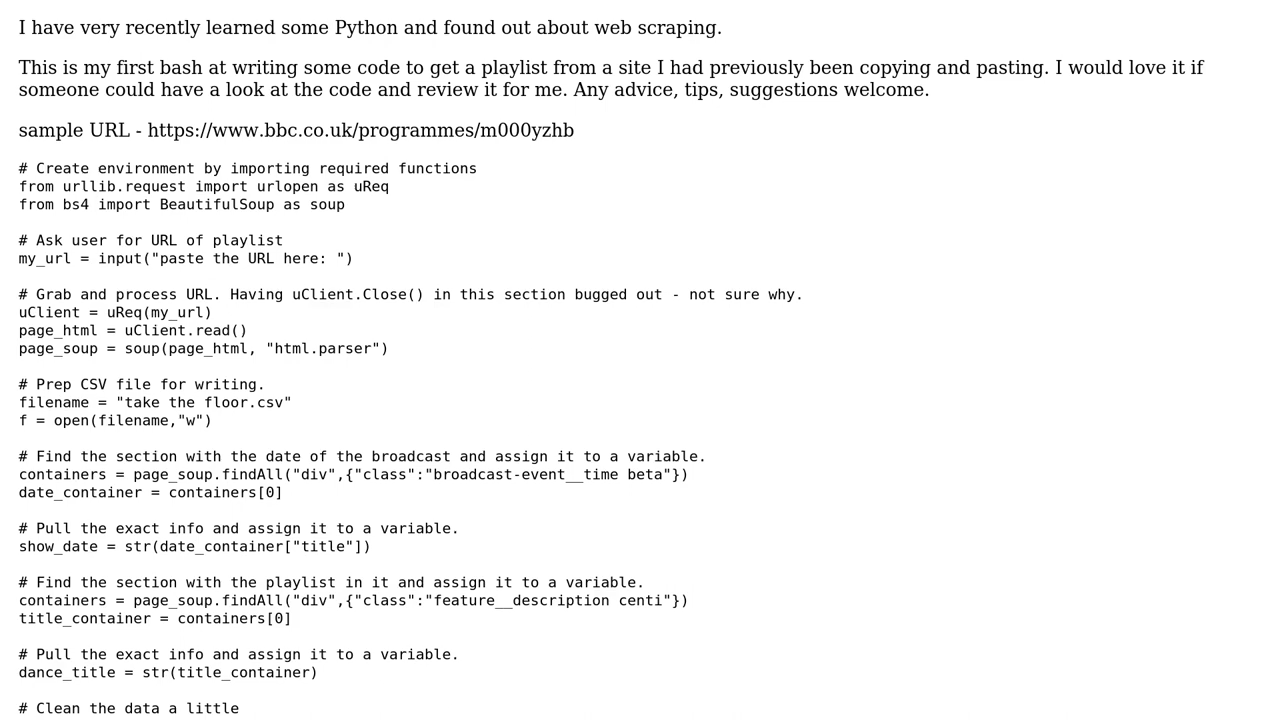 I have very recently learned some Python and found out about web scraping.
This is my first bash at writing some code to get a playlist from a site I had previously been copying and pasting. I would love it if
someone could have a look at the code and review it for me. Any advice, tips, suggestions welcome.
sample URL - https://www.bbc.co.uk/programmes/m000yzhb
# Create environment by importing required functions
from urllib.request import urlopen as uReq
from bs4 import BeautifulSoup as soup
# Ask user for URL of playlist
my_url = input("paste the URL here: ")
# Grab and process URL. Having uClient.Close() in this section bugged out - not sure why.
uClient = uReq(my_url)
page_html = uClient.read()
page_soup = soup(page_html, "html.parser")
# Prep CSV file for writing.
filename = "take the floor.csv"
f = open(filename,"w")
# Find the section with the date of the broadcast and assign it to a variable.
containers = page_soup.findAll("div",{"class":"broadcast-event__time beta"})
date_container = containers[0]
# Pull the exact info and assign it to a variable.
show_date = str(date_container["title"])
# Find the section with the playlist in it and assign it to a variable.
containers = page_soup.findAll("div",{"class":"feature__description centi"})
title_container = containers[0]
# Pull the exact info and assign it to a variable.
dance_title = str(title_container)
# Clean the data a little